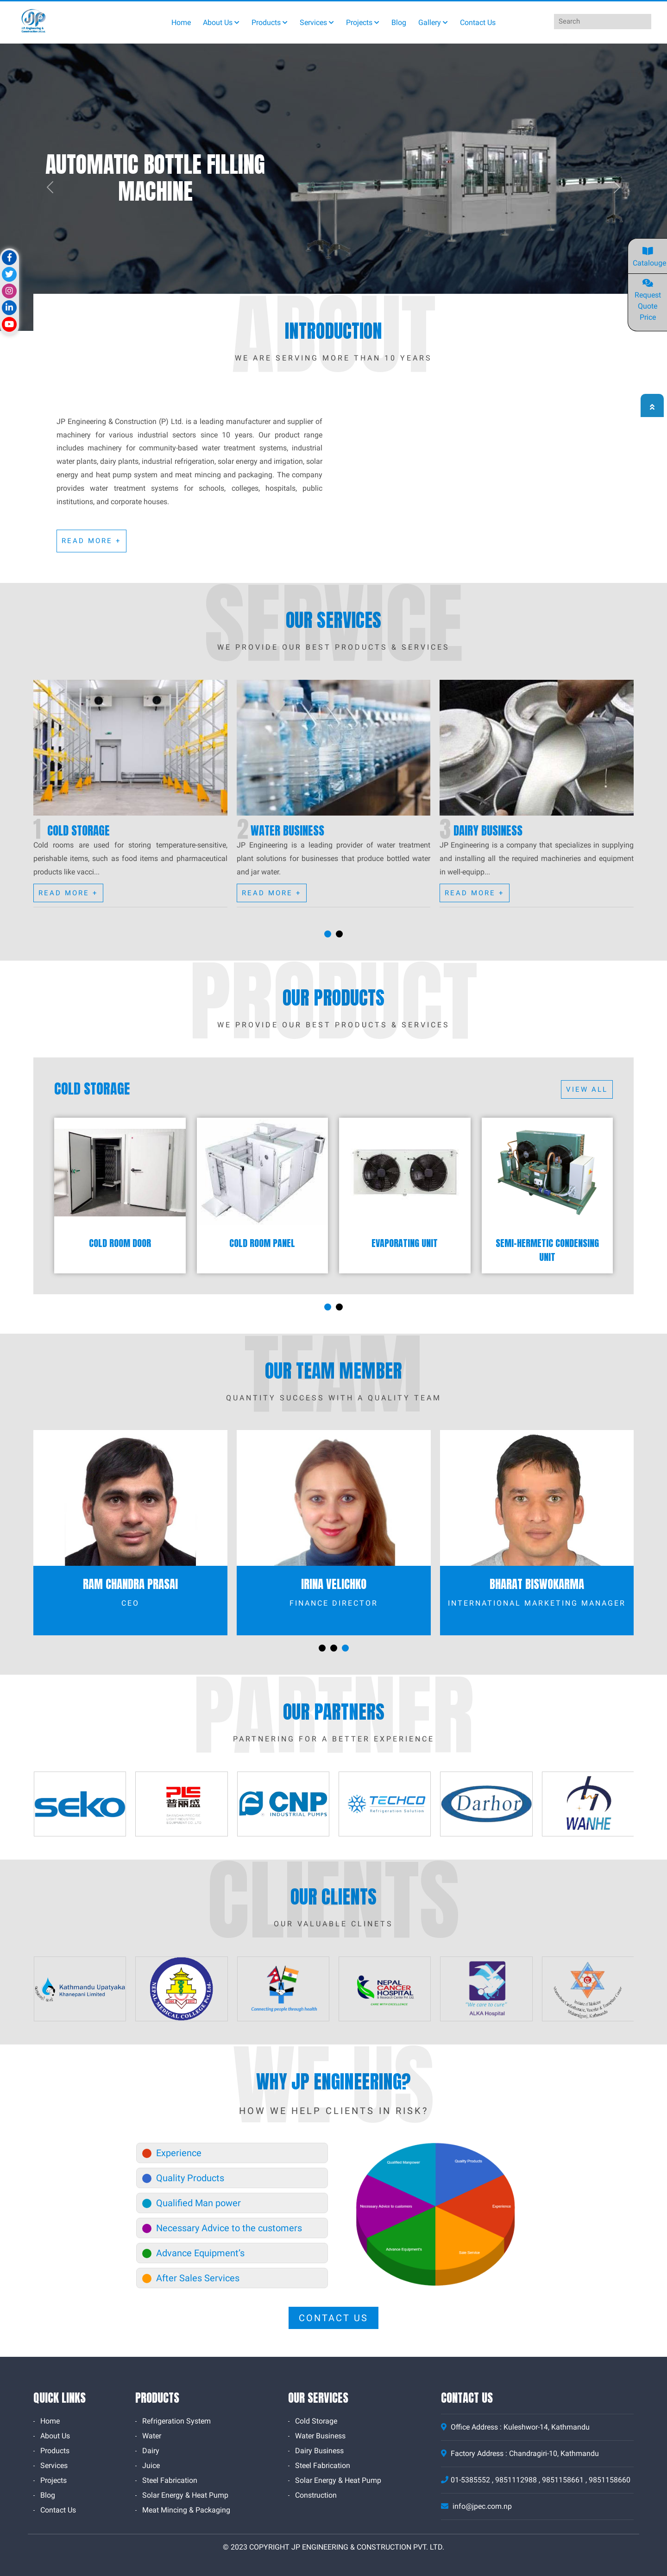 JP
JP Engineering &
Construction (P) Ltd.
Home
About Us
Products
Services
Projects
Blog
Gallery
Contact Us
Search
AUTOMATIC BOTTLE FILLING
MACHINE
Catalouge
Request
Quote
Price
ABOUT
INTRODUCTION
WE ARE SERVING MORE THAN 10 YEARS
JP Engineering & Construction (P) Ltd. is a leading manufacturer and supplier of
machinery for various industrial sectors since 10 years. Our product range
includes machinery for community-based water treatment systems, industrial
water plants, dairy plants, industrial refrigeration, solar energy and irrigation, solar
energy and heat pump system and meat mincing and packaging. The company
provides water treatment systems for schools, colleges, hospitals, public
institutions, and corporate houses.
READ MORE +
SERVICE
OUR SERVICES
WE PROVIDE OUR BEST PRODUCTS & SERVICES
1 COLD STORAGE
Cold rooms are used for storing temperature-sensitive,
perishable items, such as food items and pharmaceutical
products like vacci...
READ MORE +
2 WATER BUSINESS
JP Engineering is a leading provider of water treatment
plant solutions for businesses that produce bottled water
and jar water.
READ MORE +
3 DAIRY BUSINESS
JP Engineering is a company that specializes in supplying
and installing all the required machineries and equipment
in well-equipp...
READ MORE +
PRODUCT
OUR PRODUCTS
WE PROVIDE OUR BEST PRODUCTS & SERVICES
COLD STORAGE
VIEW ALL
COLD ROOM DOOR
COLD ROOM PANEL
EVAPORATING UNIT
SEMI-HERMETIC CONDENSING
UNIT
TEAM
OUR TEAM MEMBER
QUANTITY SUCCESS WITH A QUALITY TEAM
RAM CHANDRA PRASAI
CEO
IRINA VELICHKO
FINANCE DIRECTOR
BHARAT BISWOKARMA
INTERNATIONAL MARKETING MANAGER
PARTNER
OUR PARTNERS
PARTNERING FOR A BETTER EXPERIENCE
seko
PLS
普丽盛
CNP
INDUSTRIAL PUMPS
TECHCO
Refrigeration Solution
Darhor
WANHE
CLIENTS
OUR CLIENTS
OUR VALUABLE CLINETS
Kathmandu Upatyaka
Khanepani Limited
NEPAL MEDICAL COLLEGE PVT. LTD.
Connecting people through health
NEPAL
CANCER
HOSPITAL
"We care to cure"
ALKA Hospital
WE US
WHY JP ENGINEERING?
HOW WE HELP CLIENTS IN RISK?
Experience
Quality Products
Qualified Man power
Necessary Advice to the customers
Advance Equipment's
After Sales Services
Qualified Manpower
Quality Products
Necessary Advice to customers
Experience
Advance Equipment's
CONTACT US
QUICK LINKS
- Home
- About Us
- Products
- Services
- Projects
- Blog
- Contact Us
PRODUCTS
- Refrigeration System
- Water
- Dairy
- Juice
- Steel Fabrication
- Solar Energy & Heat Pump
- Meat Mincing & Packaging
OUR SERVICES
- Cold Storage
- Water Business
- Dairy Business
- Steel Fabrication
- Solar Energy & Heat Pump
- Construction
CONTACT US
Office Address : Kuleshwor-14, Kathmandu
Factory Address : Chandragiri-10, Kathmandu
01-5385552 , 9851112988 , 9851158661 , 9851158660
info@jpec.com.np
© 2023 COPYRIGHT JP ENGINEERING & CONSTRUCTION PVT. LTD.